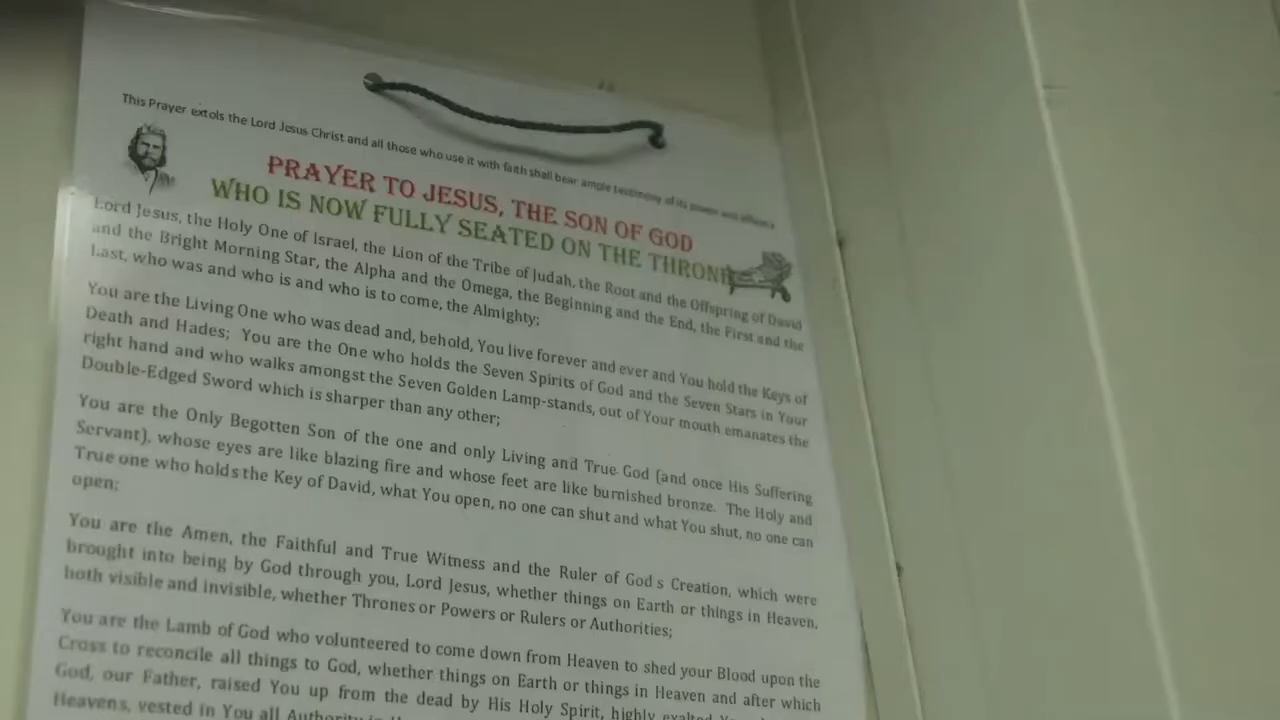 This Prayer extols the Lord Jesus Christ and all those who use it with faith shall bear ample testimony of its power and
PRAYER TO JESUS, THE SON OF GOD
WHO IS NOW FULLY SEATED ON THE THRONE
Lord Jesus, the Holy One of Israel, the Lion of the Tribe of Judah, the Root and the Offspring of David
and the Bright Morning Star, the Alpha and the Omega, the Beginning and the End, the First and the
Last, who was and who is and who is to come, the Almighty;
You are the Living One who was dead and, behold, You live forever and ever and You hold the Keys of
Death and Hades; You are the One who holds the Seven Spirits of God and the Seven Stars in Your
right hand and who walks amongst the Seven Golden Lamp-stands, out of Your mouth emanates the
Double-Edged Sword which is sharper than any other;
You are the Only Begotten Son of the one and only Living and True God (and once His Suffering
Servant), whose eyes are like blazing fire and whose feet are like burnished bronze. The Holy and
True one who holds the Key of David, what You open, no one can shut and what You shut, no one can
open;
You are the Amen, the Faithful and True Witness and the Ruler of God s Creation, which were
brought into being by God through you, Lord Jesus, whether things on Earth or things in Heaven,
both visible and invisible, whether Thrones or Powers or Rulers or Authorities;
You are the Lamb of God who volunteered to come down from Heaven to shed your Blood upon the
Cross to reconcile all things to God, whether things on Earth or things in Heaven and after which
God, our Father, raised You up from the dead by His Holy Spirit, highly exalted
Heavens, vested in You all Authority